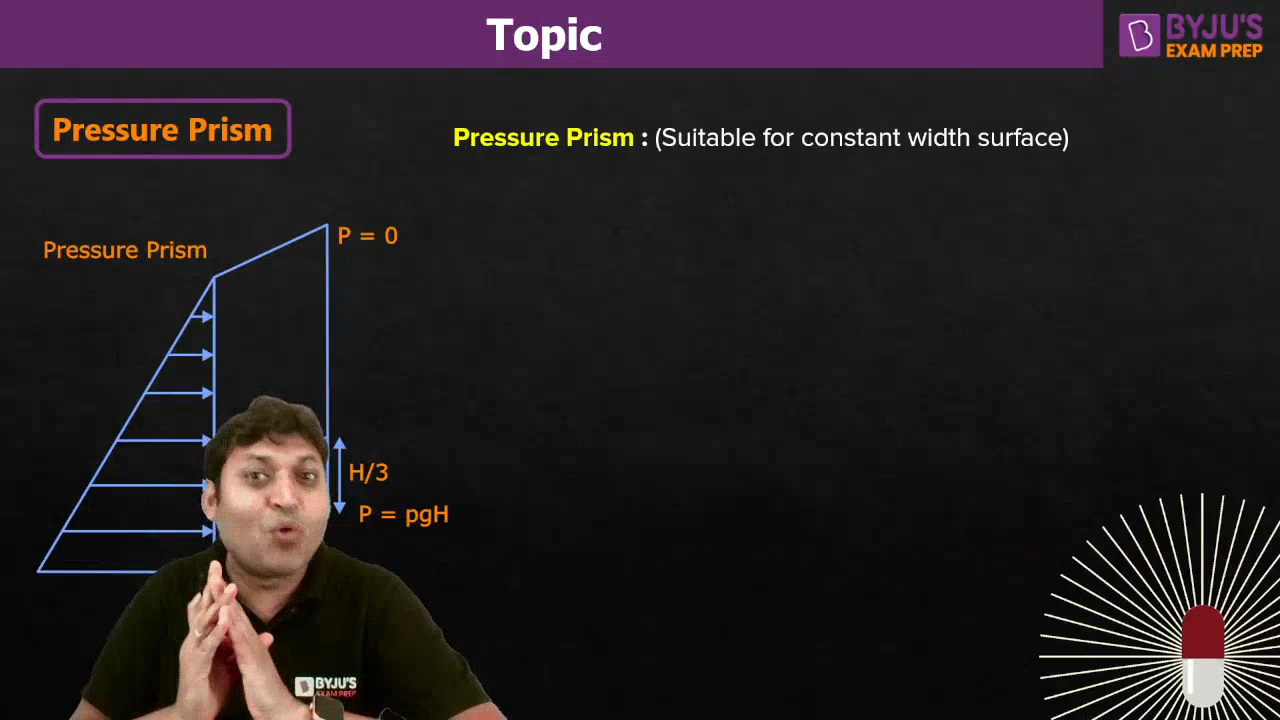 Topic
BYJU'S
EXAM PREP
Pressure Prism
Pressure Prism : (Suitable for constant width surface)
P = 0
Pressure Prism
H/3
P = pgH
BYJU'S
EXAM PREP